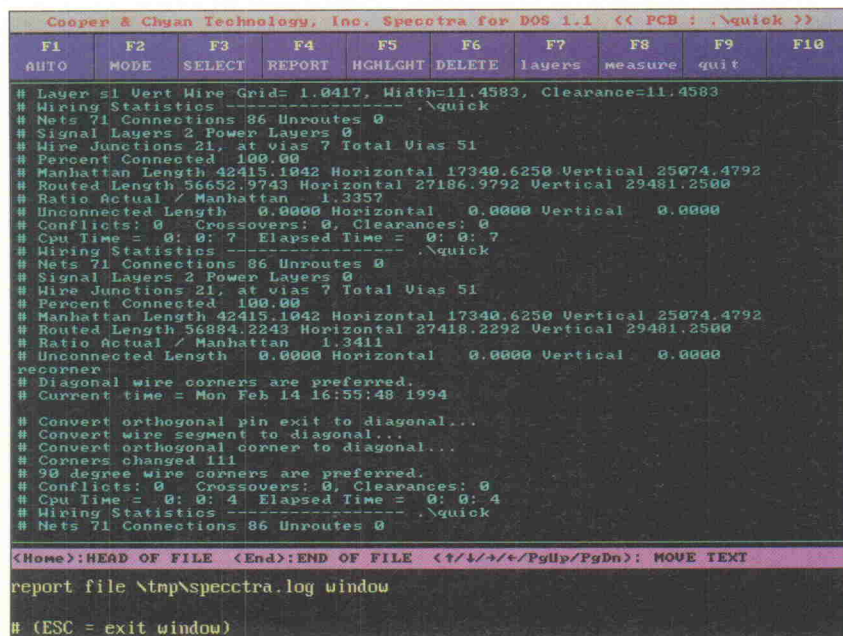 Cooper & Chyan Technology, Inc. Specctra for DOS 1.1 << PCB : .\quick >>
F1 F2 F3 F4 F5 F6 F7 F8 F9 F10
AUTO MODE SELECT REPORT HGHLGHT DELETE layers measure quit
# Layer s1 Vert Wire Grid= 1.0417, Width=11.4583, Clearance=11.4583
# Wiring Statistics ----------------- .\quick
# Nets 71 Connections 86 Unroutes 0
# Signal Layers 2 Power Layers 0
# Wire Junctions 21, at vias 7 Total Vias 51
# Percent Connected  100.00
# Manhattan Length 42415.1042 Horizontal 17340.6250 Vertical 25074.4792
# Routed Length 56652.9743 Horizontal 27186.9792 Vertical 29481.2500
# Ratio Actual / Manhattan   1.3357
# Unconnected Length   0.0000 Horizontal   0.0000 Vertical   0.0000
# Conflicts: 0  Crossovers: 0, Clearances: 0
# Cpu Time =  0: 0: 7  Elapsed Time =  0: 0: 7
# Wiring Statistics ----------------- .\quick
# Nets 71 Connections 86 Unroutes 0
# Signal Layers 2 Power Layers 0
# Wire Junctions 21, at vias 7 Total Vias 51
# Percent Connected  100.00
# Manhattan Length 42415.1042 Horizontal 17340.6250 Vertical 25074.4792
# Routed Length 56884.2243 Horizontal 27418.2292 Vertical 29481.2500
# Ratio Actual / Manhattan   1.3411
# Unconnected Length   0.0000 Horizontal   0.0000 Vertical   0.0000
recorner
# Diagonal wire corners are preferred.
# Current time = Mon Feb 14 16:55:48 1994
# Convert orthogonal pin exit to diagonal...
# Convert wire segment to diagonal...
# Convert orthogonal corner to diagonal...
# Corners changed 111
# 90 degree wire corners are preferred.
# Conflicts: 0  Crossovers: 0, Clearances: 0
# Cpu Time =  0: 0: 4  Elapsed Time =  0: 0: 4
# Wiring Statistics ----------------- .\quick
# Nets 71 Connections 86 Unroutes 0
<Home>:HEAD OF FILE <End>:END OF FILE <↑/↓/→/←/PgUp/PgDn>: MOVE TEXT
report file \tmp\specctra.log window
# (ESC = exit window)